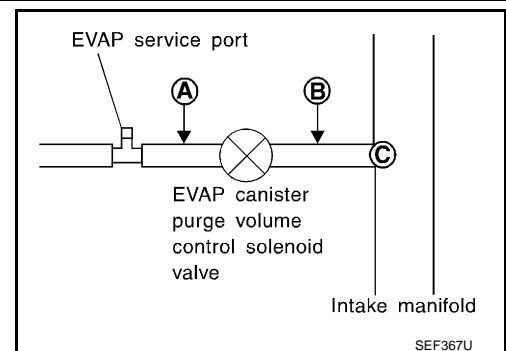 EVAP service port
A
B
C
EVAP canister
purge volume
control solenoid
valve
Intake manifold
SEF367U